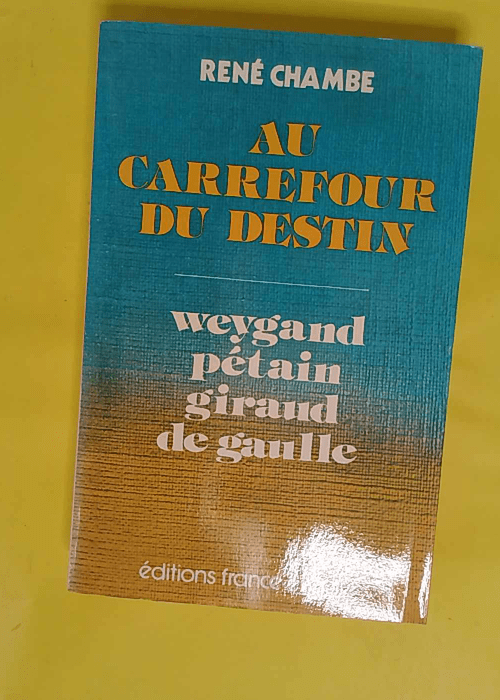 RENÉ CHAMBE
AU
CARREFOUR
DU DESTIN
weygand
pétain
giraud
de gaulle
éditions france